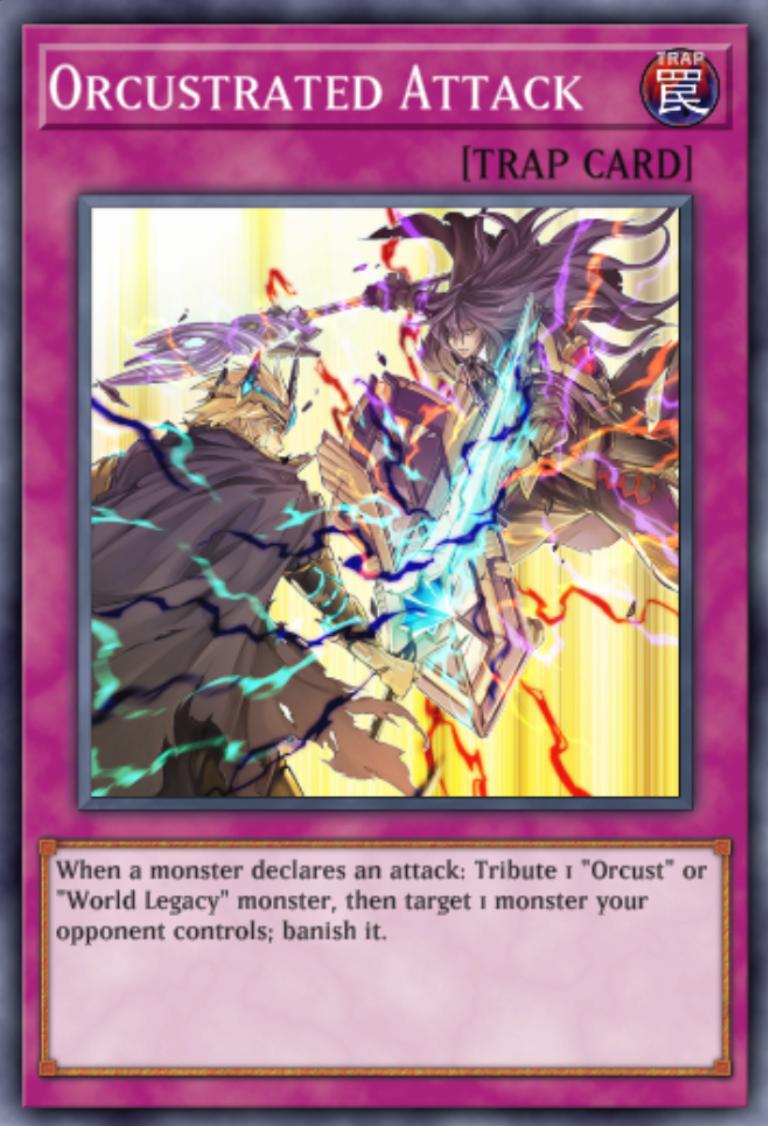 Orcustrated Attack
TRAP
罠
[TRAP CARD]
When a monster declares an attack: Tribute 1 "Orcust" or
"World Legacy" monster, then target 1 monster your
opponent controls; banish it.